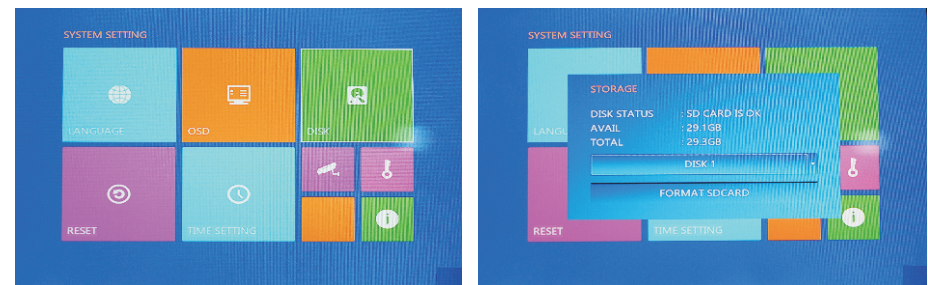 SYSTEM SETTING
LANGUAGE
OSD
DISK
RESET
TIME SETTING
SYSTEM SETTING
STORAGE
DISK STATUS : SD CARD IS OK
AVAIL : 29.1GB
TOTAL : 29.3GB
DISK 1
FORMAT SDCARD
LANGU
RESET
TIME SETTING